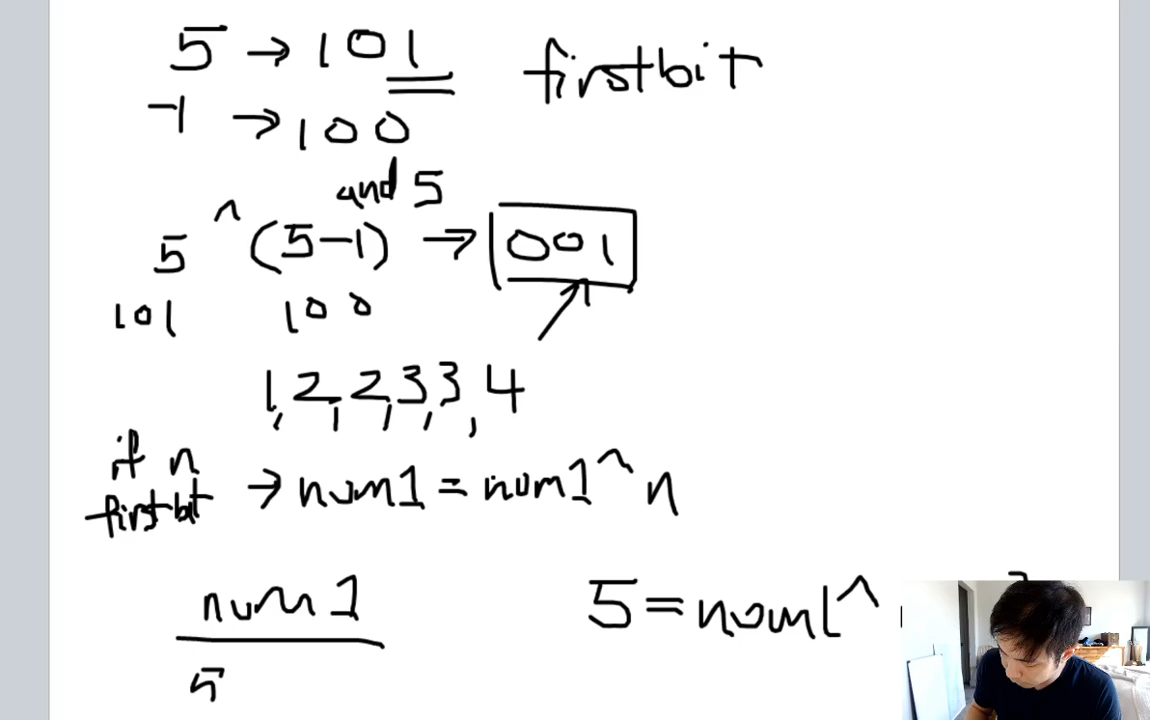 5 → 101 firstbit
-1 → 100
and 5
5 ^ (5-1) → 001
101 100
1, 2, 2, 3, 3, 4
if n
firstbit → num1 = num1 ^ n
num1 5 = num1 ^
5